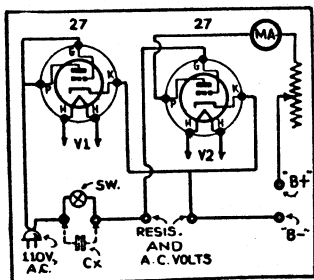 27
27
MA
G
P
K
H
H
G
P
K
H
H
V1
V2
SW.
"B+"
110V,
A.C.
Cx
RESIS.
AND
A.C. VOLTS
"B-"